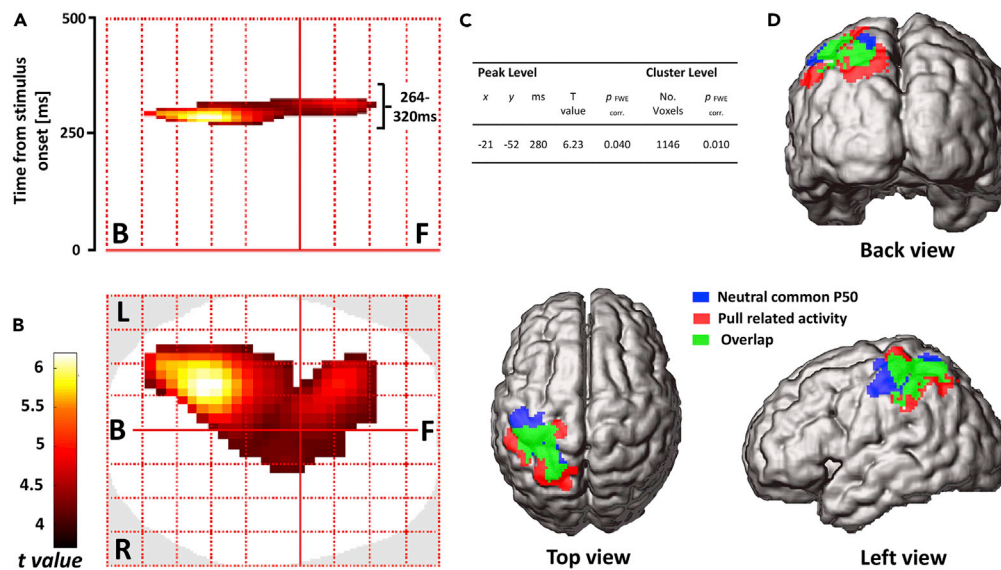 A
500
250
0
Time from stimulus
onset [ms]
264-
320ms
B
F
C
Peak Level
Cluster Level
x y ms T value p FWE corr. No. Voxels p FWE corr.
-21 -52 280 6.23 0.040 1146 0.010
D
Back view
B
L
B
F
R
6
5.5
5
4.5
4
t value
Neutral common P50
Pull related activity
Overlap
Top view
Left view